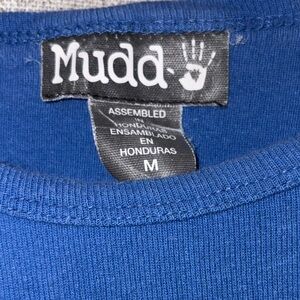 Mudd
ASSEMBLED
IN
HONDURAS
ENSAMBLADO
EN
HONDURAS
M